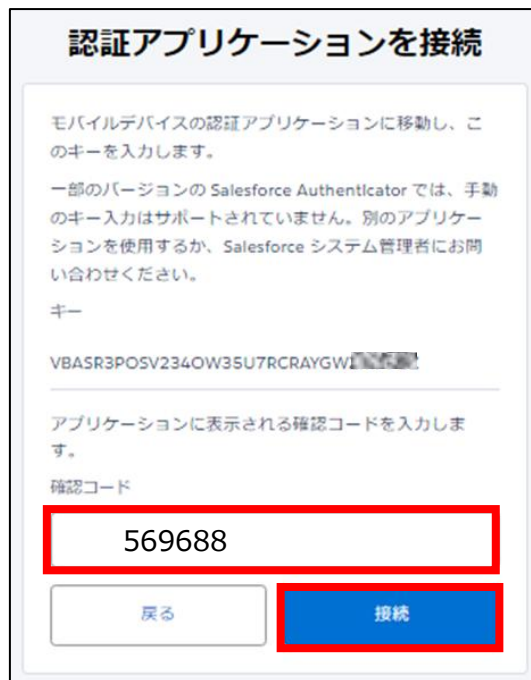 認証アプリケーションを接続
モバイルデバイスの認証アプリケーションに移動し、こ
のキーを入力します。
一部のバージョンの Salesforce Authenticator では、手動
のキー入力はサポートされていません。別のアプリケー
ションを使用するか、Salesforce システム管理者にお問
い合わせください。
キー
アプリケーションに表示される確認コードを入力しま
す。
確認コード
569688
戻る
接続